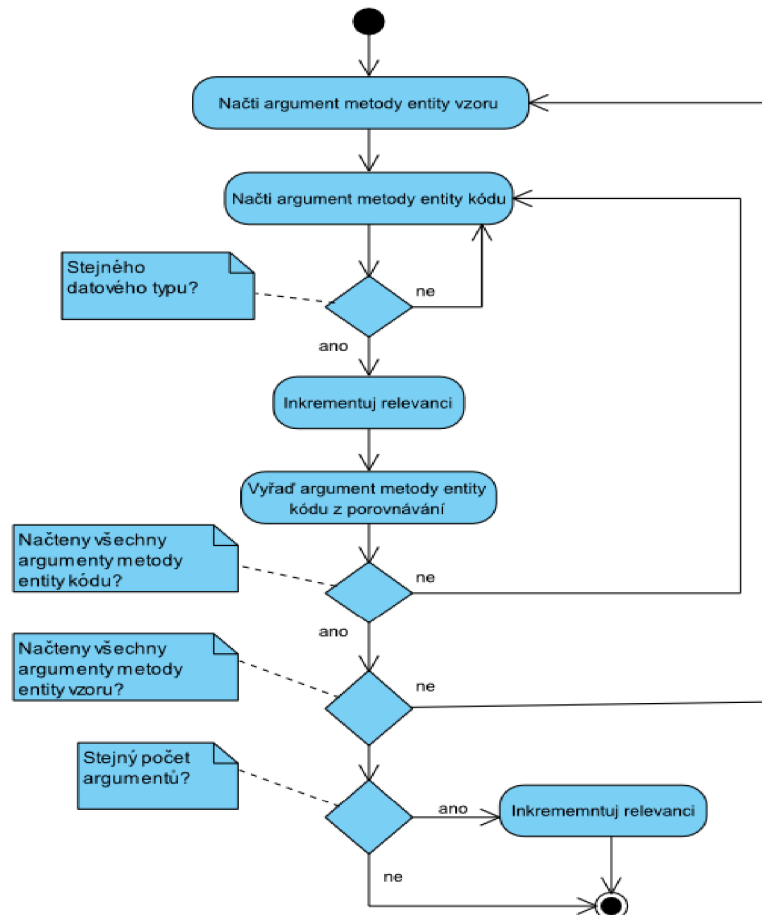 Načti argument metody entity vzoru
Načti argument metody entity kódu
Stejného
datového typu?
ne
ano
Inkrementuj relevanci
Vyřaď argument metody entity
kódu z porovnávání
Načteny všechny
argumenty metody
entity kódu?
ne
ano
Načteny všechny
argumenty metody
entity vzoru?
ne
Stejný počet
argumentů?
ano
Inkrememntuj relevanci
ne